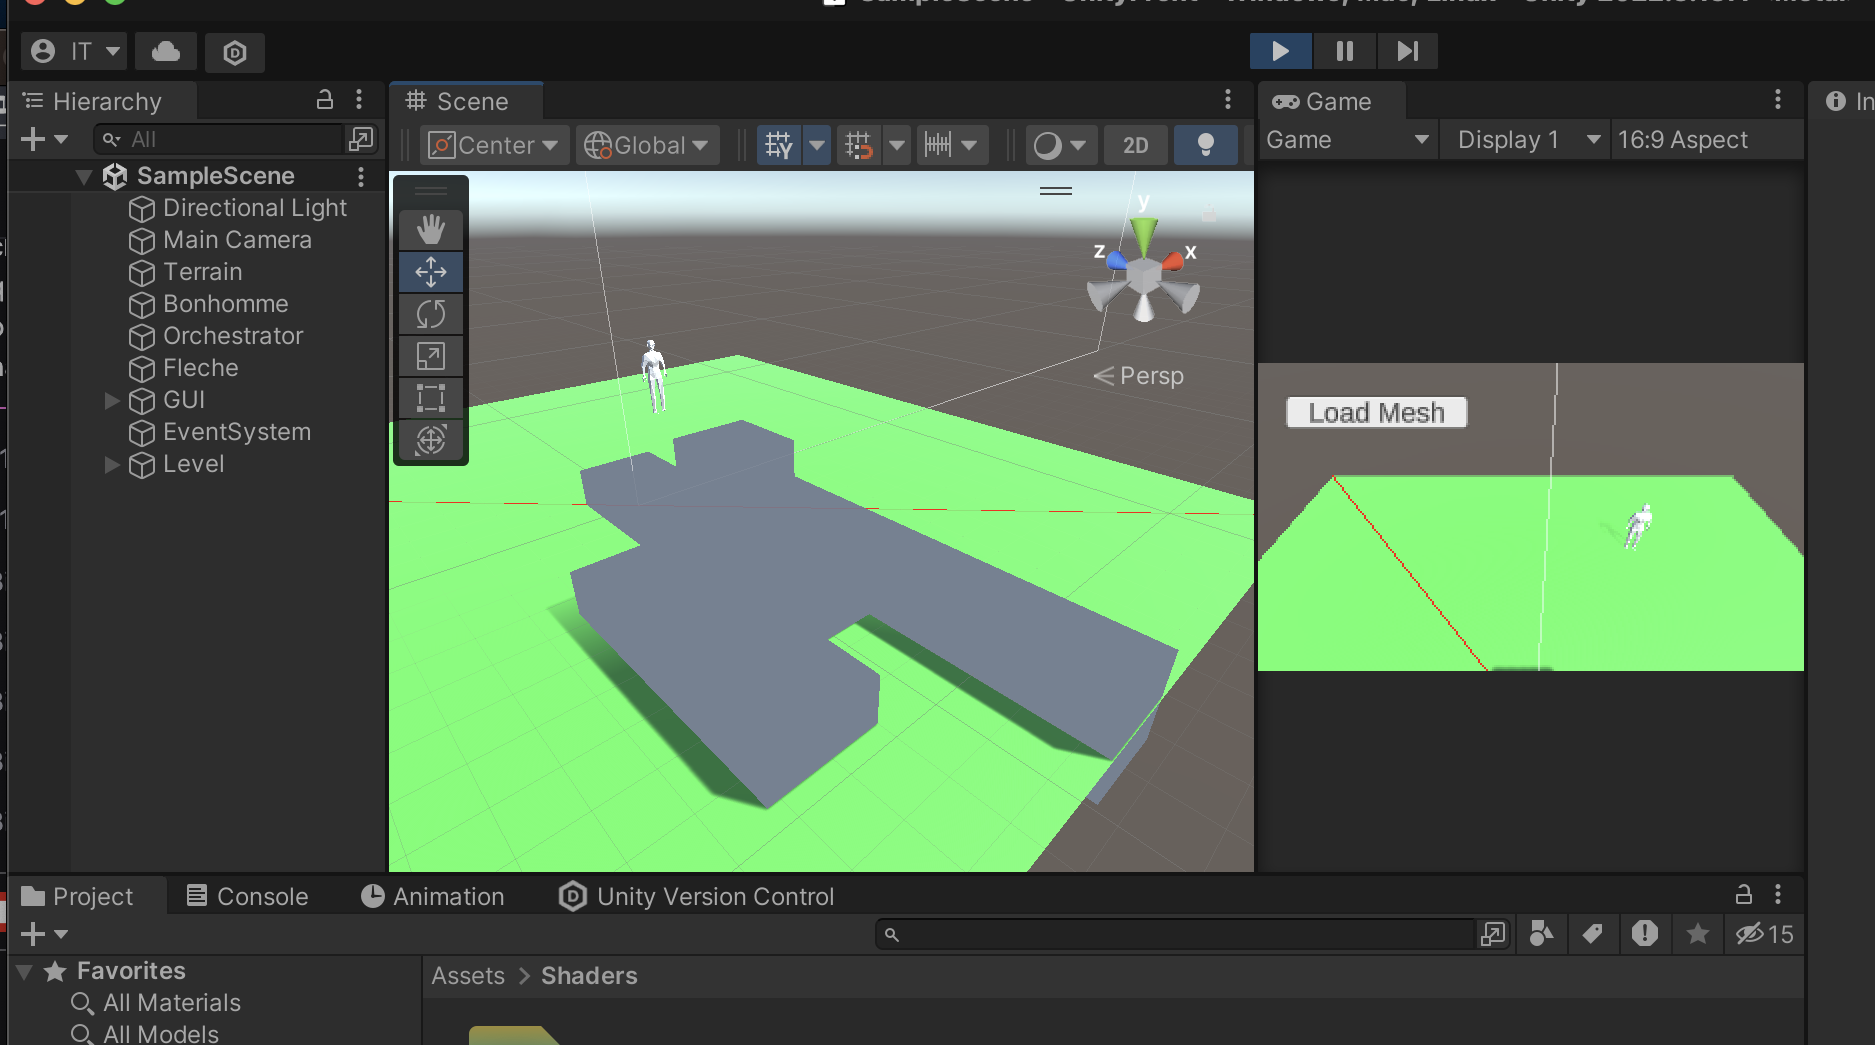 IT
Hierarchy
All
SampleScene
Directional Light
Main Camera
Terrain
Bonhomme
Orchestrator
Fleche
GUI
EventSystem
Level
Scene
Center
Global
2D
y
z
x
Persp
Game
Game
Display 1
16:9 Aspect
Load Mesh
In
Project
Console
Animation
Unity Version Control
15
Favorites
All Materials
All Models
Assets > Shaders